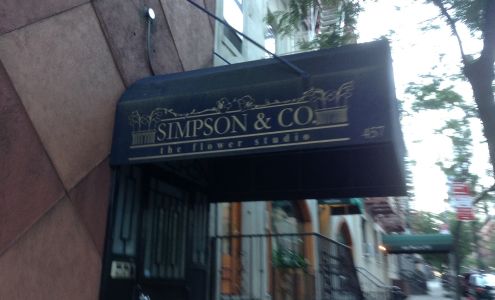 SIMPSON & CO.
the flower studio
457